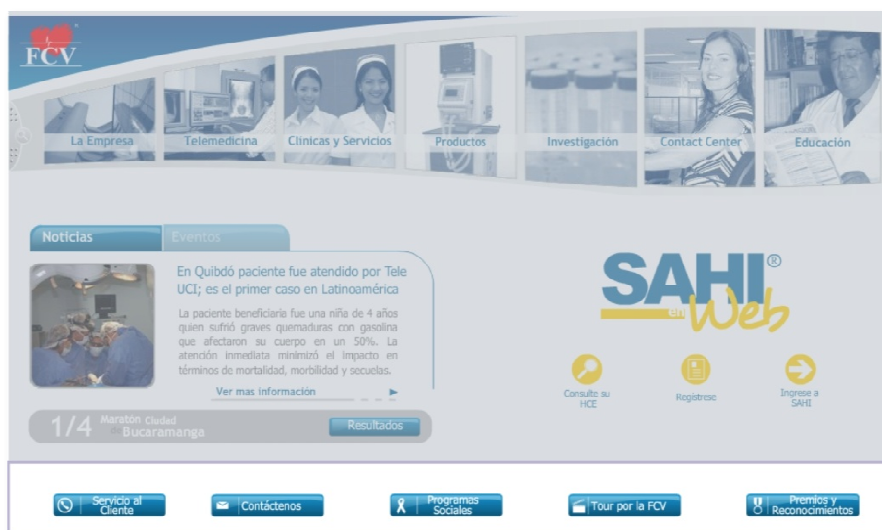 FCV
La Empresa
Telemedicina
Clínicas y Servicios
Productos
Investigación
Contact Center
Educación
Noticias
Eventos
En Quibdó paciente fue atendido por Tele
UCI; es el primer caso en Latinoamérica
La paciente beneficiaria fue una niña de 4 años
quien sufrió graves quemaduras con gasolina
que afectaron su cuerpo en un 50%. La
atención inmediata minimizó el impacto en
términos de mortalidad, morbilidad y secuelas.
Ver mas información
1/4
Maratón Ciudad
de Bucaramanga
Resultados
SAHI®
en Web
Consulte su
HCE
Regístrese
Ingrese a
SAHI
Servicio al
Cliente
Contáctenos
Programas
Sociales
Tour por la FCV
Premios y
Reconocimientos